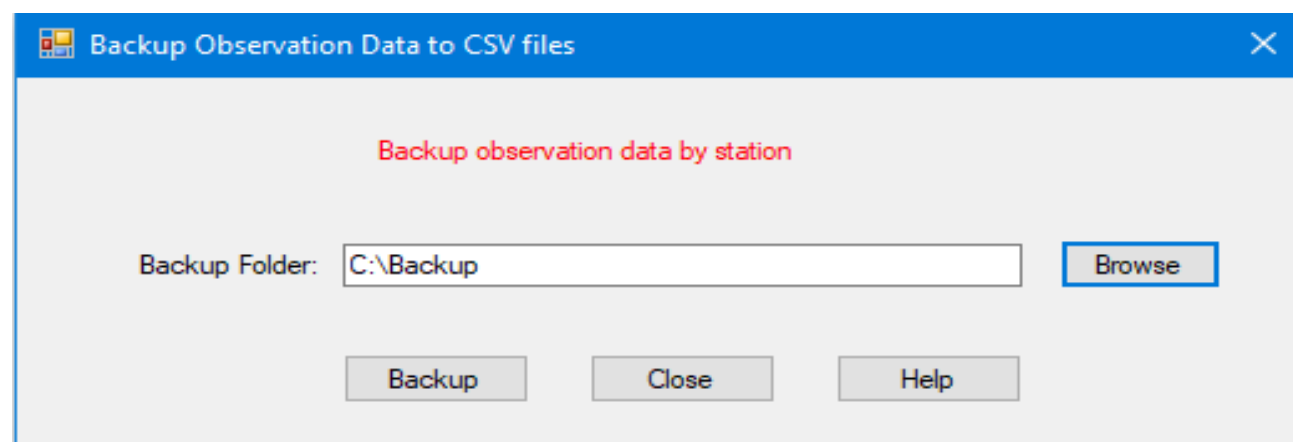 Backup Observation Data to CSV files
Backup observation data by station
Backup Folder: C:\Backup Browse
Backup Close Help